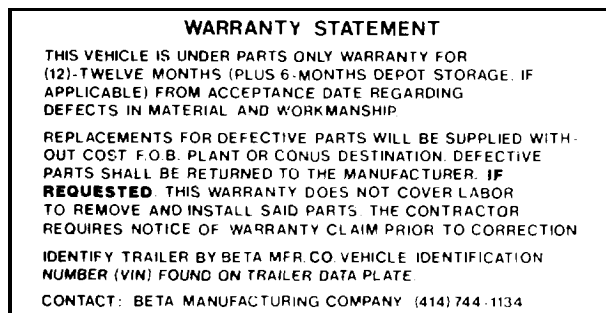 WARRANTY STATEMENT
THIS VEHICLE IS UNDER PARTS ONLY WARRANTY FOR
(12)-TWELVE MONTHS (PLUS 6-MONTHS DEPOT STORAGE. IF
APPLICABLE) FROM ACCEPTANCE DATE REGARDING
DEFECTS IN MATERIAL AND WORKMANSHIP
REPLACEMENTS FOR DEFECTIVE PARTS WILL BE SUPPLIED WITH-
OUT COST F.O.B. PLANT OR CONUS DESTINATION. DEFECTIVE
PARTS SHALL BE RETURNED TO THE MANUFACTURER. IF
REQUESTED. THIS WARRANTY DOES NOT COVER LABOR
TO REMOVE AND INSTALL SAID PARTS. THE CONTRACTOR
REQUIRES NOTICE OF WARRANTY CLAIM PRIOR TO CORRECTION
IDENTIFY TRAILER BY BETA MFR. CO. VEHICLE IDENTIFICATION
NUMBER (VIN) FOUND ON TRAILER DATA PLATE.
CONTACT: BETA MANUFACTURING COMPANY (414) 744-1134